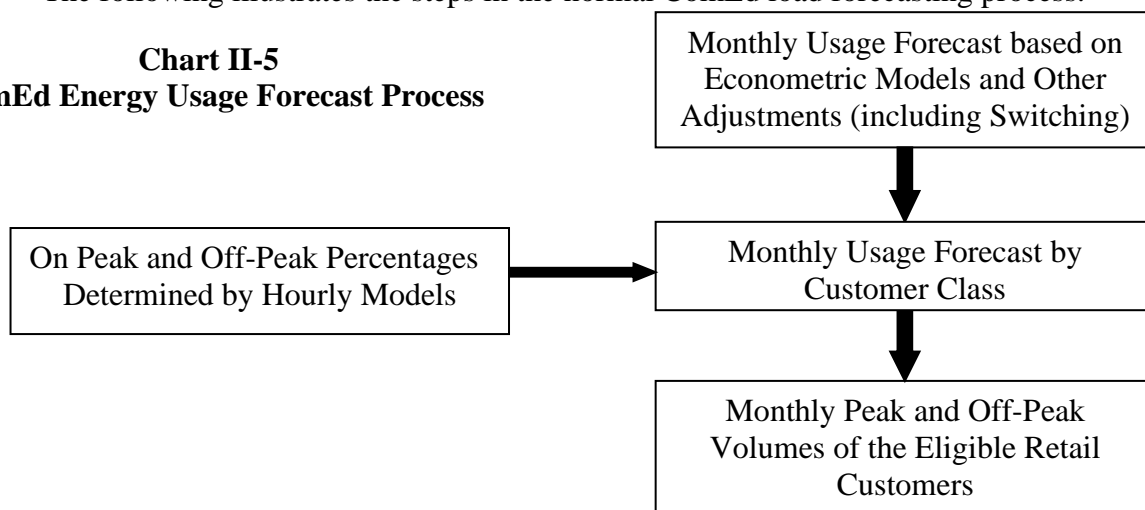 The following illustrates the steps in the normal ComEd load forecasting process:
Chart II-5
mEd Energy Usage Forecast Process
Monthly Usage Forecast based on
Econometric Models and Other
Adjustments (including Switching)
On Peak and Off-Peak Percentages
Determined by Hourly Models
Monthly Usage Forecast by
Customer Class
Monthly Peak and Off-Peak
Volumes of the Eligible Retail
Customers